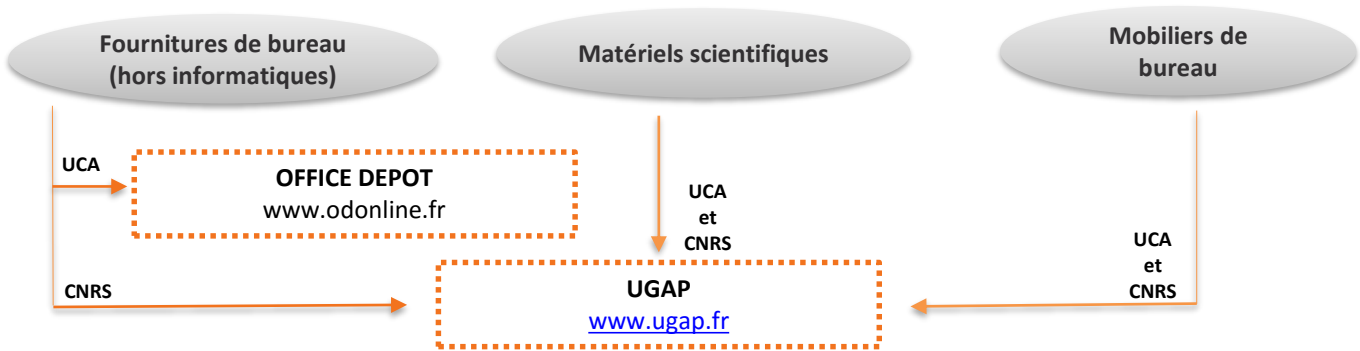 Fournitures de bureau
(hors informatiques)
Matériels scientifiques
Mobiliers de
bureau
UCA
OFFICE DEPOT
www.odonline.fr
UCA
et
CNRS
UCA
et
CNRS
CNRS
UGAP
www.ugap.fr